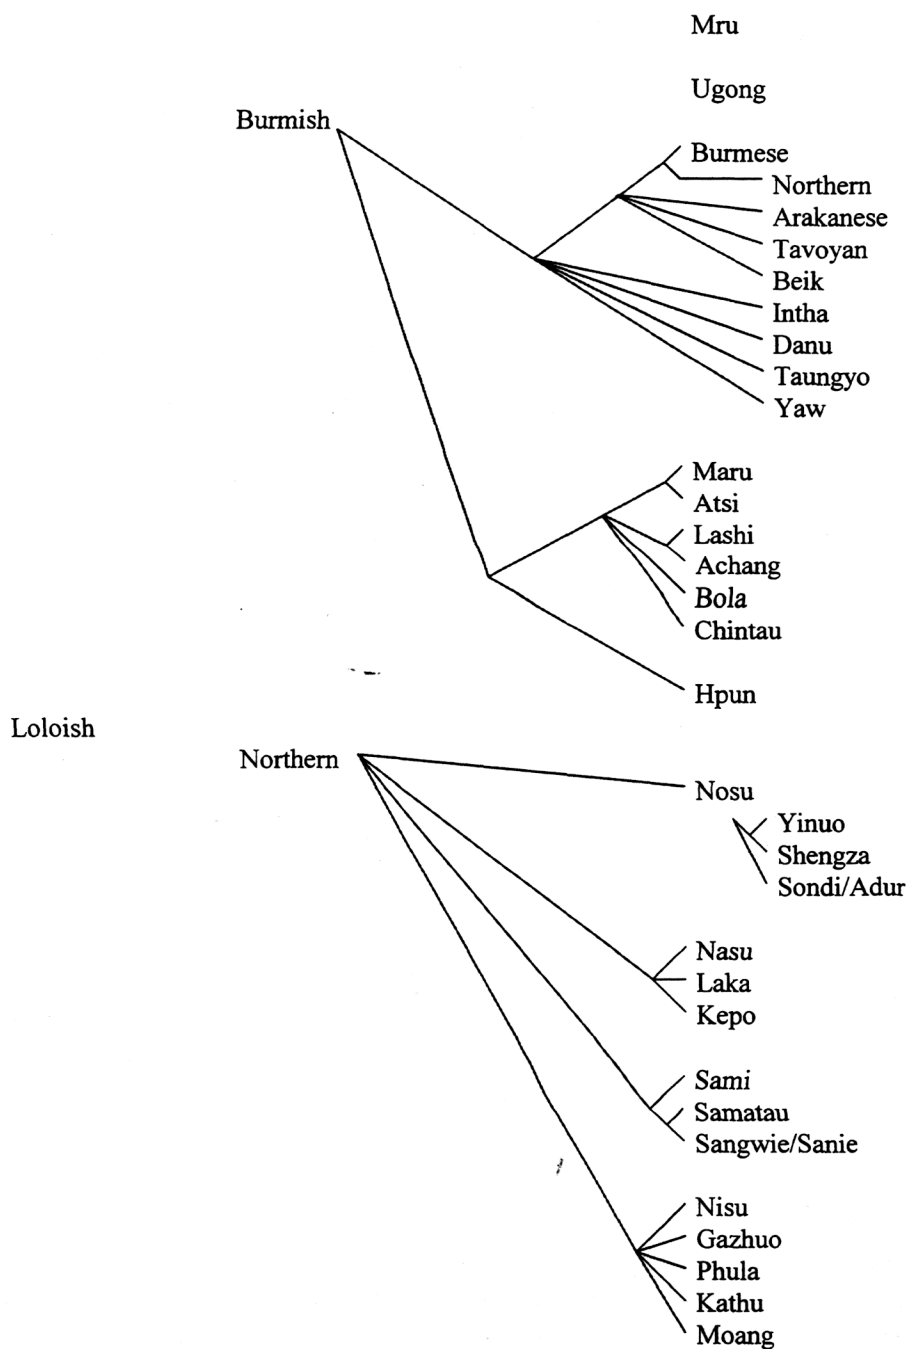 Mru
Ugong
Burmish
Burmese
Northern
Arakanese
Tavoyan
Beik
Intha
Danu
Taungyo
Yaw
Maru
Atsi
Lashi
Achang
Bola
Chintau
Hpun
Loloish
Northern
Nosu
Yinuo
Shengza
Sondi/Adur
Nasu
Laka
Kepo
Sami
Samatau
Sangwie/Sanie
Nisu
Gazhuo
Phula
Kathu
Moang